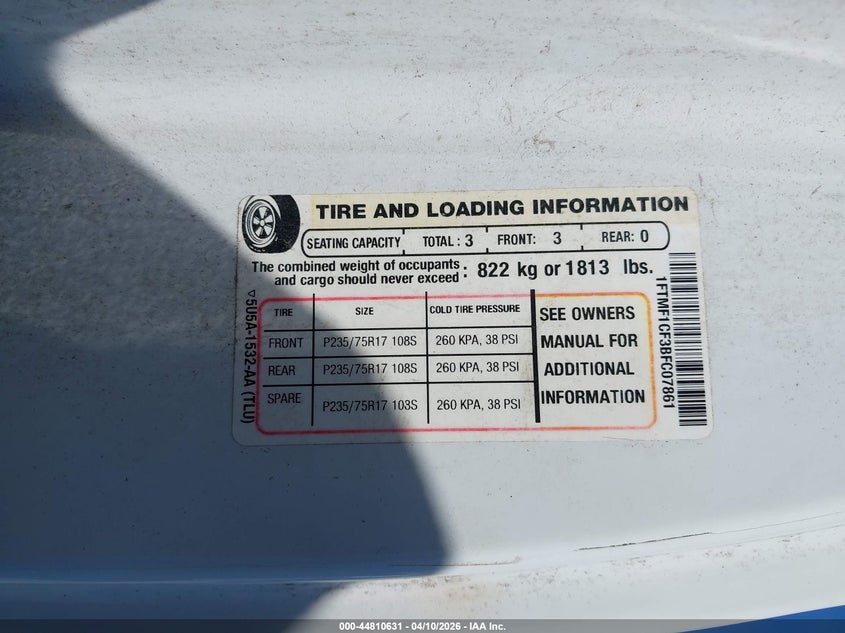 TIRE AND LOADING INFORMATION
SEATING CAPACITY TOTAL : 3 FRONT: 3 REAR: 0
The combined weight of occupants and cargo should never exceed : 822 kg or 1813 lbs.
TIRE SIZE COLD TIRE PRESSURE
FRONT P235/75R17 108S 260 KPA, 38 PSI
REAR P235/75R17 108S 260 KPA, 38 PSI
SPARE P235/75R17 103S 260 KPA, 38 PSI
SEE OWNERS
MANUAL FOR
ADDITIONAL
INFORMATION
5U5A-1532-AA (TLU)
1FTMF1CF3BFC07861
000-44810631 - 04/10/2026 - IAA Inc.